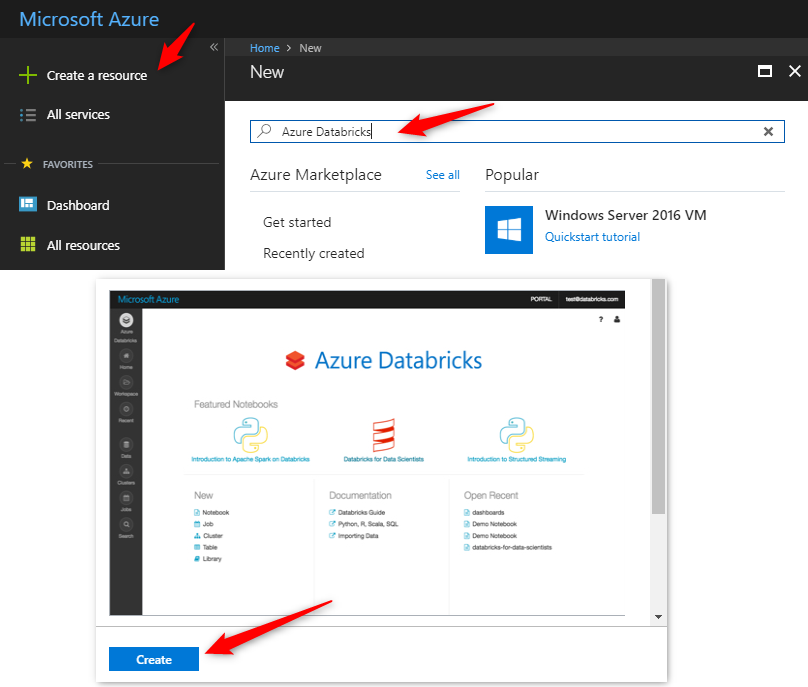 Microsoft Azure
Create a resource
All services
FAVORITES
Dashboard
All resources
Home > New
New
Azure Databricks
Azure Marketplace See all Popular
Get started
Recently created
Windows Server 2016 VM
Quickstart tutorial
Microsoft Azure PORTAL test@databricks.com
?
Azure
Databricks
Home
Workspace
Recent
Data
Clusters
Jobs
Search
Azure Databricks
Featured Notebooks
Introduction to Apache Spark on Databricks
Databricks for Data Scientists
Introduction to Structured Streaming
New
Notebook
Job
Cluster
Table
Library
Documentation
Databricks Guide
Python, R, Scala, SQL
Importing Data
Open Recent
dashboards
Demo Notebook
Demo Notebook
databricks-for-data-scientists
Create